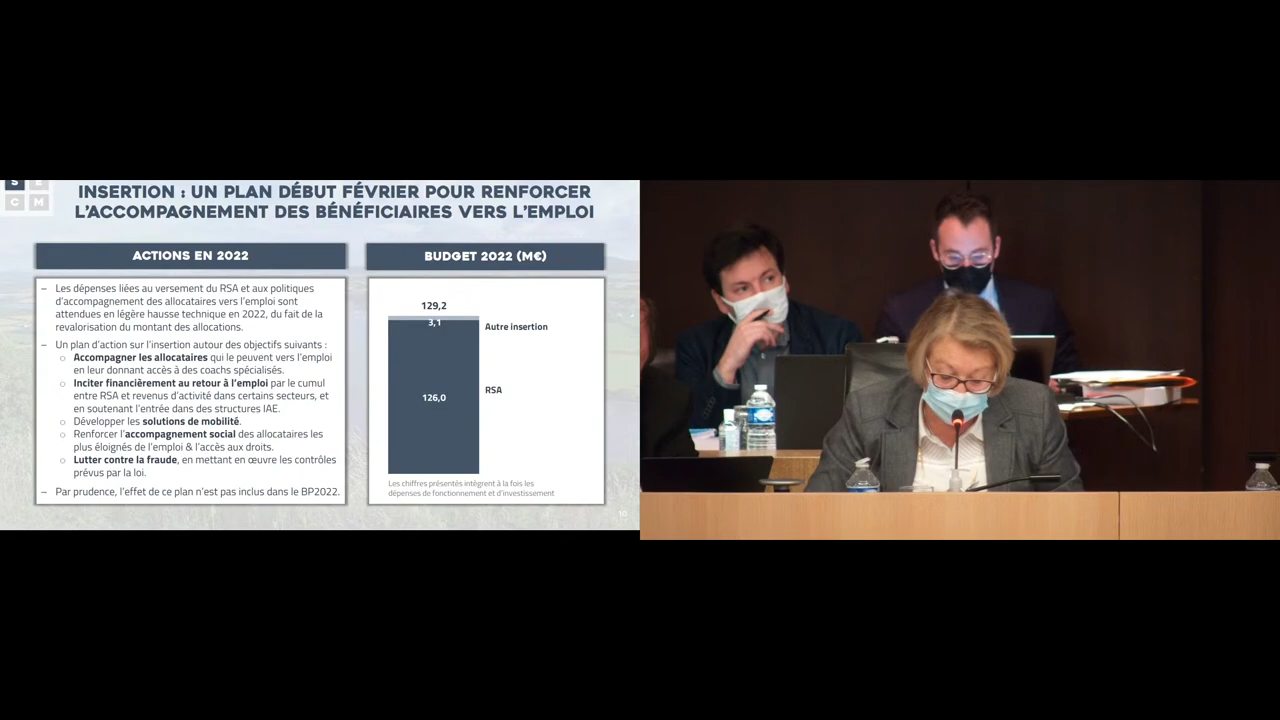 S E
C M
INSERTION : UN PLAN DÉBUT FÉVRIER POUR RENFORCER
L'ACCOMPAGNEMENT DES BÉNÉFICIAIRES VERS L'EMPLOI
ACTIONS EN 2022
– Les dépenses liées au versement du RSA et aux politiques
d'accompagnement des allocataires vers l'emploi sont
attendues en légère hausse technique en 2022, du fait de la
revalorisation du montant des allocations.
– Un plan d'action sur l'insertion autour des objectifs suivants :
o Accompagner les allocataires qui le peuvent vers l'emploi
en leur donnant accès à des coachs spécialisés.
o Inciter financièrement au retour à l'emploi par le cumul
entre RSA et revenus d'activité dans certains secteurs, et
en soutenant l'entrée dans des structures IAE.
o Développer les solutions de mobilité.
o Renforcer l'accompagnement social des allocataires les
plus éloignés de l'emploi & l'accès aux droits.
o Lutter contre la fraude, en mettant en œuvre les contrôles
prévus par la loi.
– Par prudence, l'effet de ce plan n'est pas inclus dans le BP2022.
BUDGET 2022 (M€)
129,2
3,1
Autre insertion
RSA
126,0
Les chiffres présentés intègrent à la fois les
dépenses de fonctionnement et d'investissement
10